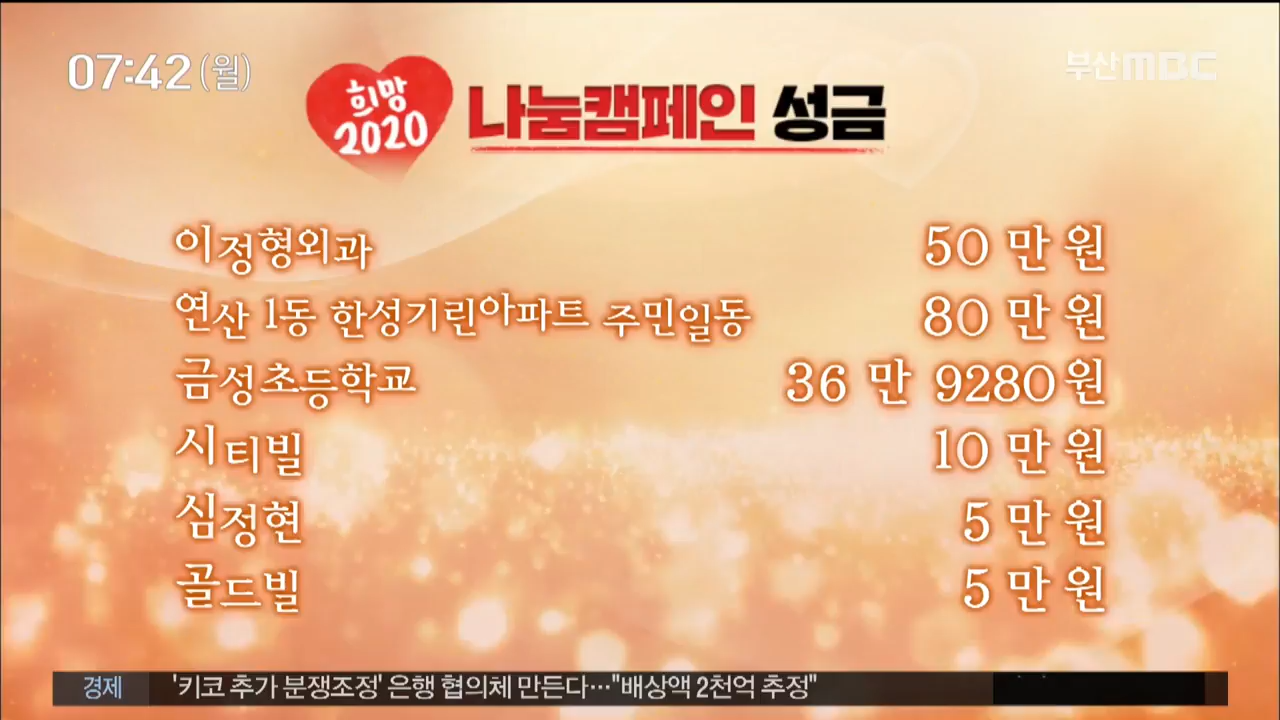 07:42(월)
부산MBC
희망
2020
나눔캠페인 성금
이정형외과 50 만 원
연산 1동 한성기린아파트 주민일동 80 만 원
금성초등학교 36 만 9280원
시티빌 10 만 원
심정현 5 만 원
골드빌 5 만 원
경제 '키코 추가 분쟁조정' 은행 협의체 만든다…"배상액 2천억 추정"